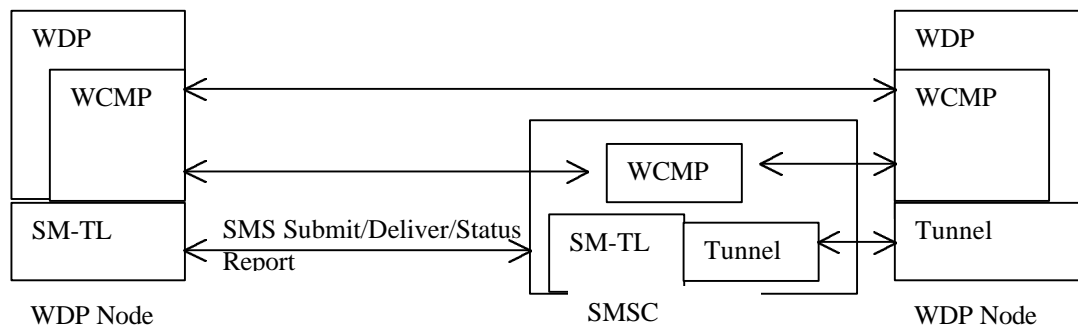 WDP
WDP
WCMP
WCMP
WCMP
SM-TL
SMS Submit/Deliver/Status
Report
SM-TL
Tunnel
Tunnel
WDP Node
SMSC
WDP Node